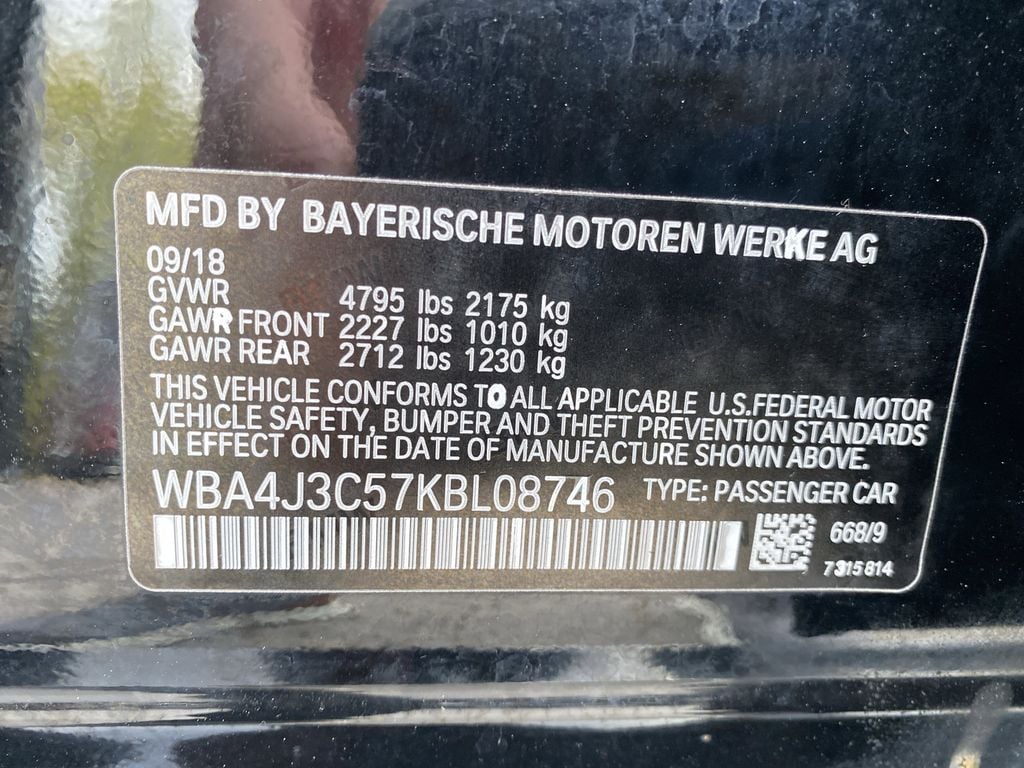 MFD BY BAYERISCHE MOTOREN WERKE AG
09/18
GVWR 4795 lbs 2175 kg
GAWR FRONT 2227 lbs 1010 kg
GAWR REAR 2712 lbs 1230 kg
THIS VEHICLE CONFORMS TO ALL APPLICABLE U.S.FEDERAL MOTOR
VEHICLE SAFETY, BUMPER AND THEFT PREVENTION STANDARDS
IN EFFECT ON THE DATE OF MANUFACTURE SHOWN ABOVE.
WBA4J3C57KBL08746 TYPE: PASSENGER CAR
668/9
7315814